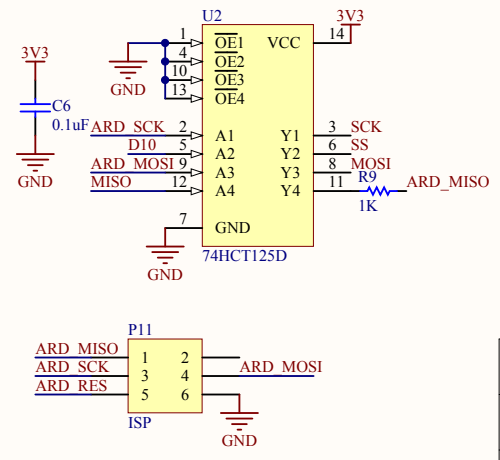 U2
3V3
1 OE1 VCC 14
4 OE2
10 OE3
13 OE4
GND
3V3
C6
0.1uF
GND
ARD_SCK 2 A1 Y1 3 SCK
D10 5 A2 Y2 6 SS
ARD_MOSI 9 A3 Y3 8 MOSI
MISO 12 A4 Y4 11 R9 ARD_MISO
1K
7 GND
GND
74HCT125D
P11
ARD_MISO 1 2
ARD_SCK 3 4 ARD_MOSI
ARD_RES 5 6
ISP
GND